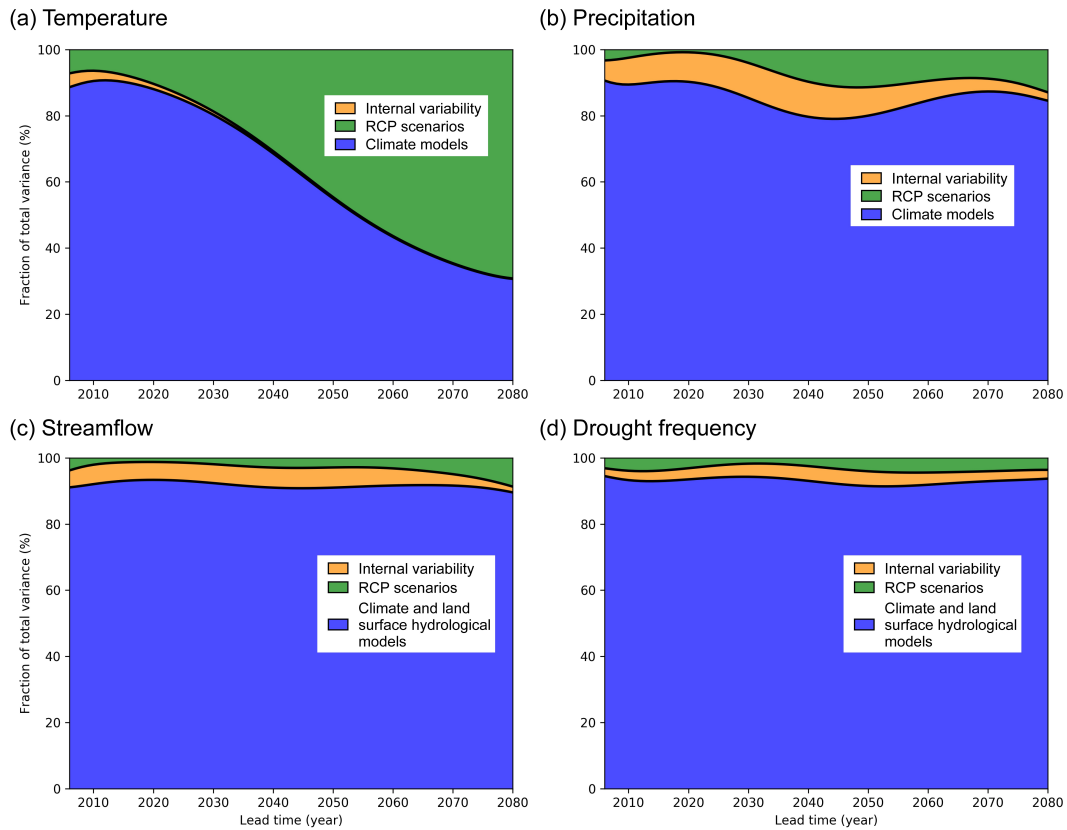 (a) Temperature
100
80
60
40
20
0
Fraction of total variance (%)
Internal variability
RCP scenarios
Climate models
2010 2020 2030 2040 2050 2060 2070 2080
(b) Precipitation
100
80
60
40
20
0
Internal variability
RCP scenarios
Climate models
2010 2020 2030 2040 2050 2060 2070 2080
(c) Streamflow
100
80
60
40
20
0
Fraction of total variance (%)
Internal variability
RCP scenarios
Climate and land
surface hydrological
models
2010 2020 2030 2040 2050 2060 2070 2080
Lead time (year)
(d) Drought frequency
100
80
60
40
20
0
Internal variability
RCP scenarios
Climate and land
surface hydrological
models
2010 2020 2030 2040 2050 2060 2070 2080
Lead time (year)